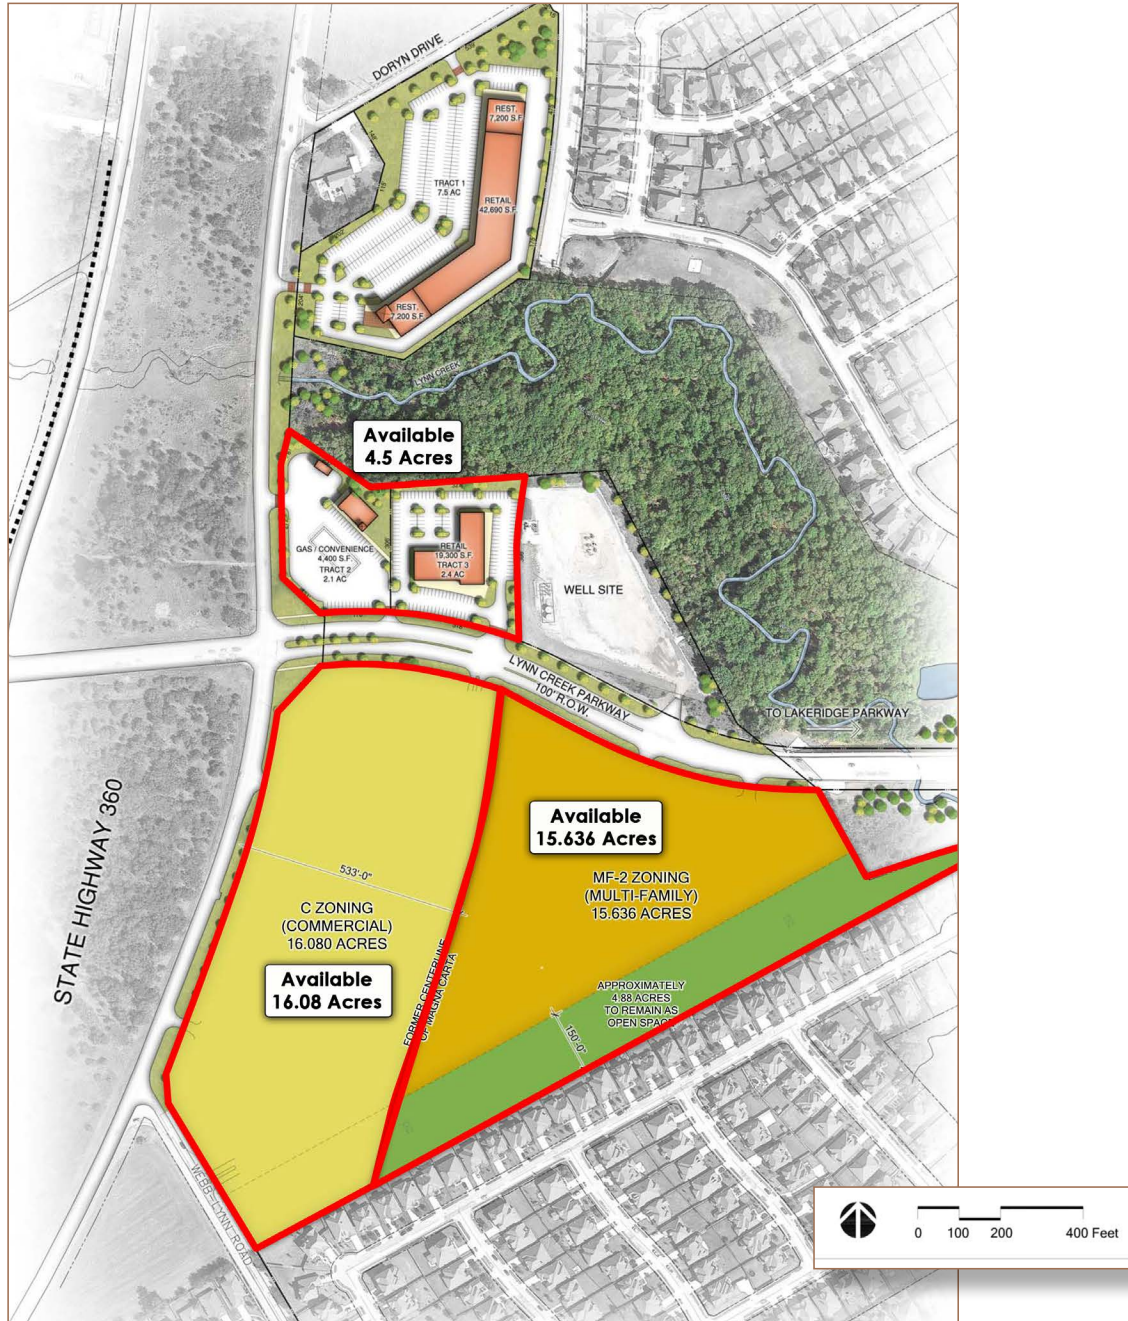 DORYN DRIVE
REST.
7,200 S.F.
TRACT 1
7.5 AC
RETAIL
42,690 S.F.
REST.
7,200 S.F.
LYNN CREEK
Available
4.5 Acres
GAS / CONVENIENCE
4,400 S.F.
TRACT 2
2.1 AC
RETAIL
19,300 S.F.
TRACT 3
2.4 AC
WELL SITE
LYNN CREEK PARKWAY
100' R.O.W.
TO LAKERIDGE PARKWAY
STATE HIGHWAY 360
533'-0"
C ZONING
(COMMERCIAL)
16.080 ACRES
Available
16.08 Acres
Available
15.636 Acres
MF-2 ZONING
(MULTI-FAMILY)
15.636 ACRES
FORMER CENTERLINE
OF MAGNA CARTA
APPROXIMATELY
4.88 ACRES
TO REMAIN AS
OPEN SPACE
150'-0"
WEBB-LYNN ROAD
0 100 200 400 Feet